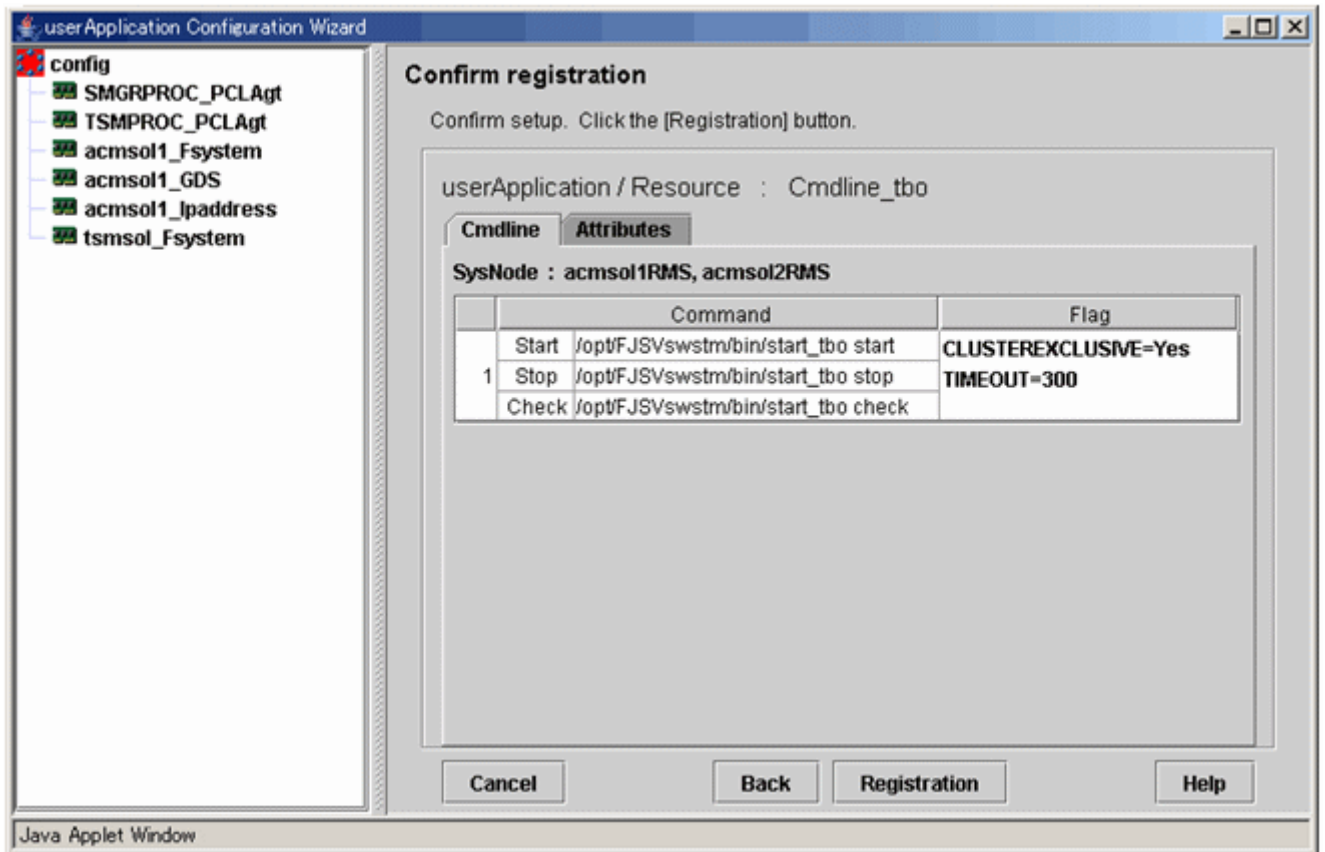 userApplication Configuration Wizard
config
SMGRPROC_PCLAgt
TSMPROC_PCLAgt
acmsol1_Fsystem
acmsol1_GDS
acmsol1_Ipaddress
tsmsol_Fsystem
Confirm registration
Confirm setup. Click the [Registration] button.
userApplication / Resource : Cmdline_tbo
Cmdline Attributes
SysNode : acmsol1RMS, acmsol2RMS
Command Flag
Start /opt/FJSVswstm/bin/start_tbo start CLUSTEREXCLUSIVE=Yes
1 Stop /opt/FJSVswstm/bin/start_tbo stop TIMEOUT=300
Check /opt/FJSVswstm/bin/start_tbo check
Cancel Back Registration Help
Java Applet Window